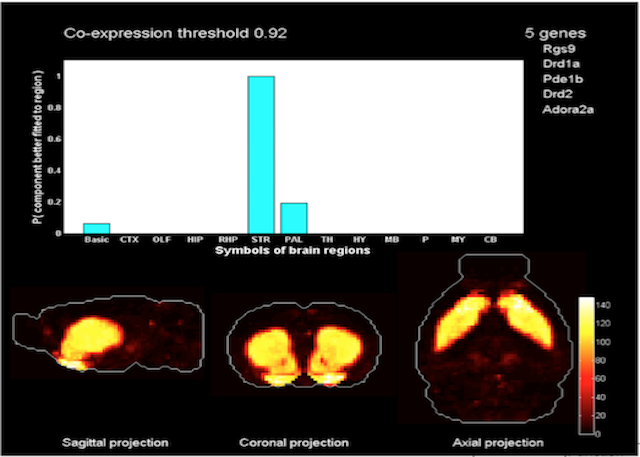 Co-expression threshold 0.92
5 genes
Rgs9
Drd1a
Pde1b
Drd2
Adora2a
P( component better fitted to region )
1
0.8
0.6
0.4
0.2
0
Basic CTX OLF HIP RHP STR PAL TH HY MB P MY CB
Symbols of brain regions
140
120
100
80
60
40
20
0
Sagittal projection Coronal projection Axial projection